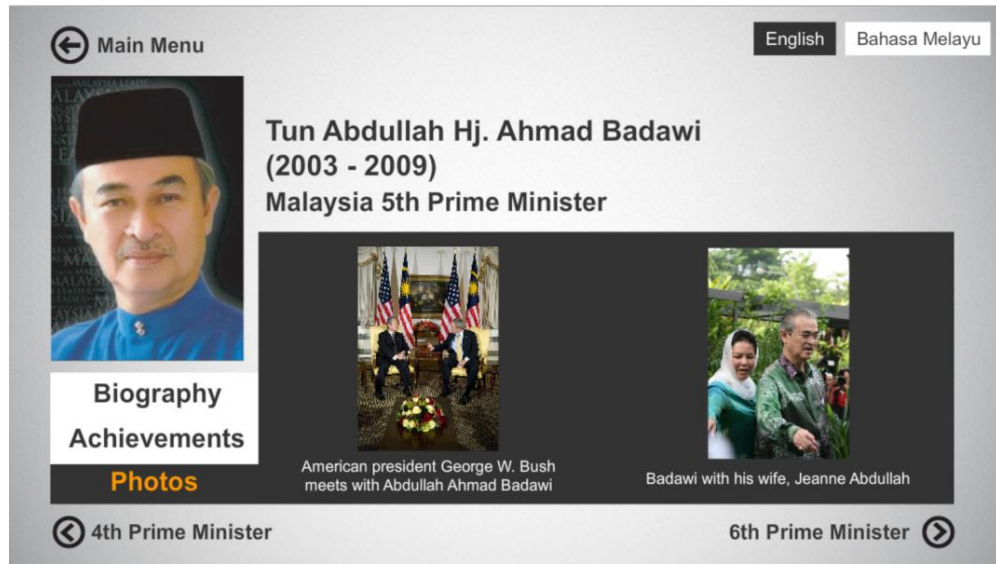 Main Menu
English
Bahasa Melayu
Tun Abdullah Hj. Ahmad Badawi
(2003 - 2009)
Malaysia 5th Prime Minister
Biography
Achievements
Photos
American president George W. Bush
meets with Abdullah Ahmad Badawi
Badawi with his wife, Jeanne Abdullah
4th Prime Minister
6th Prime Minister